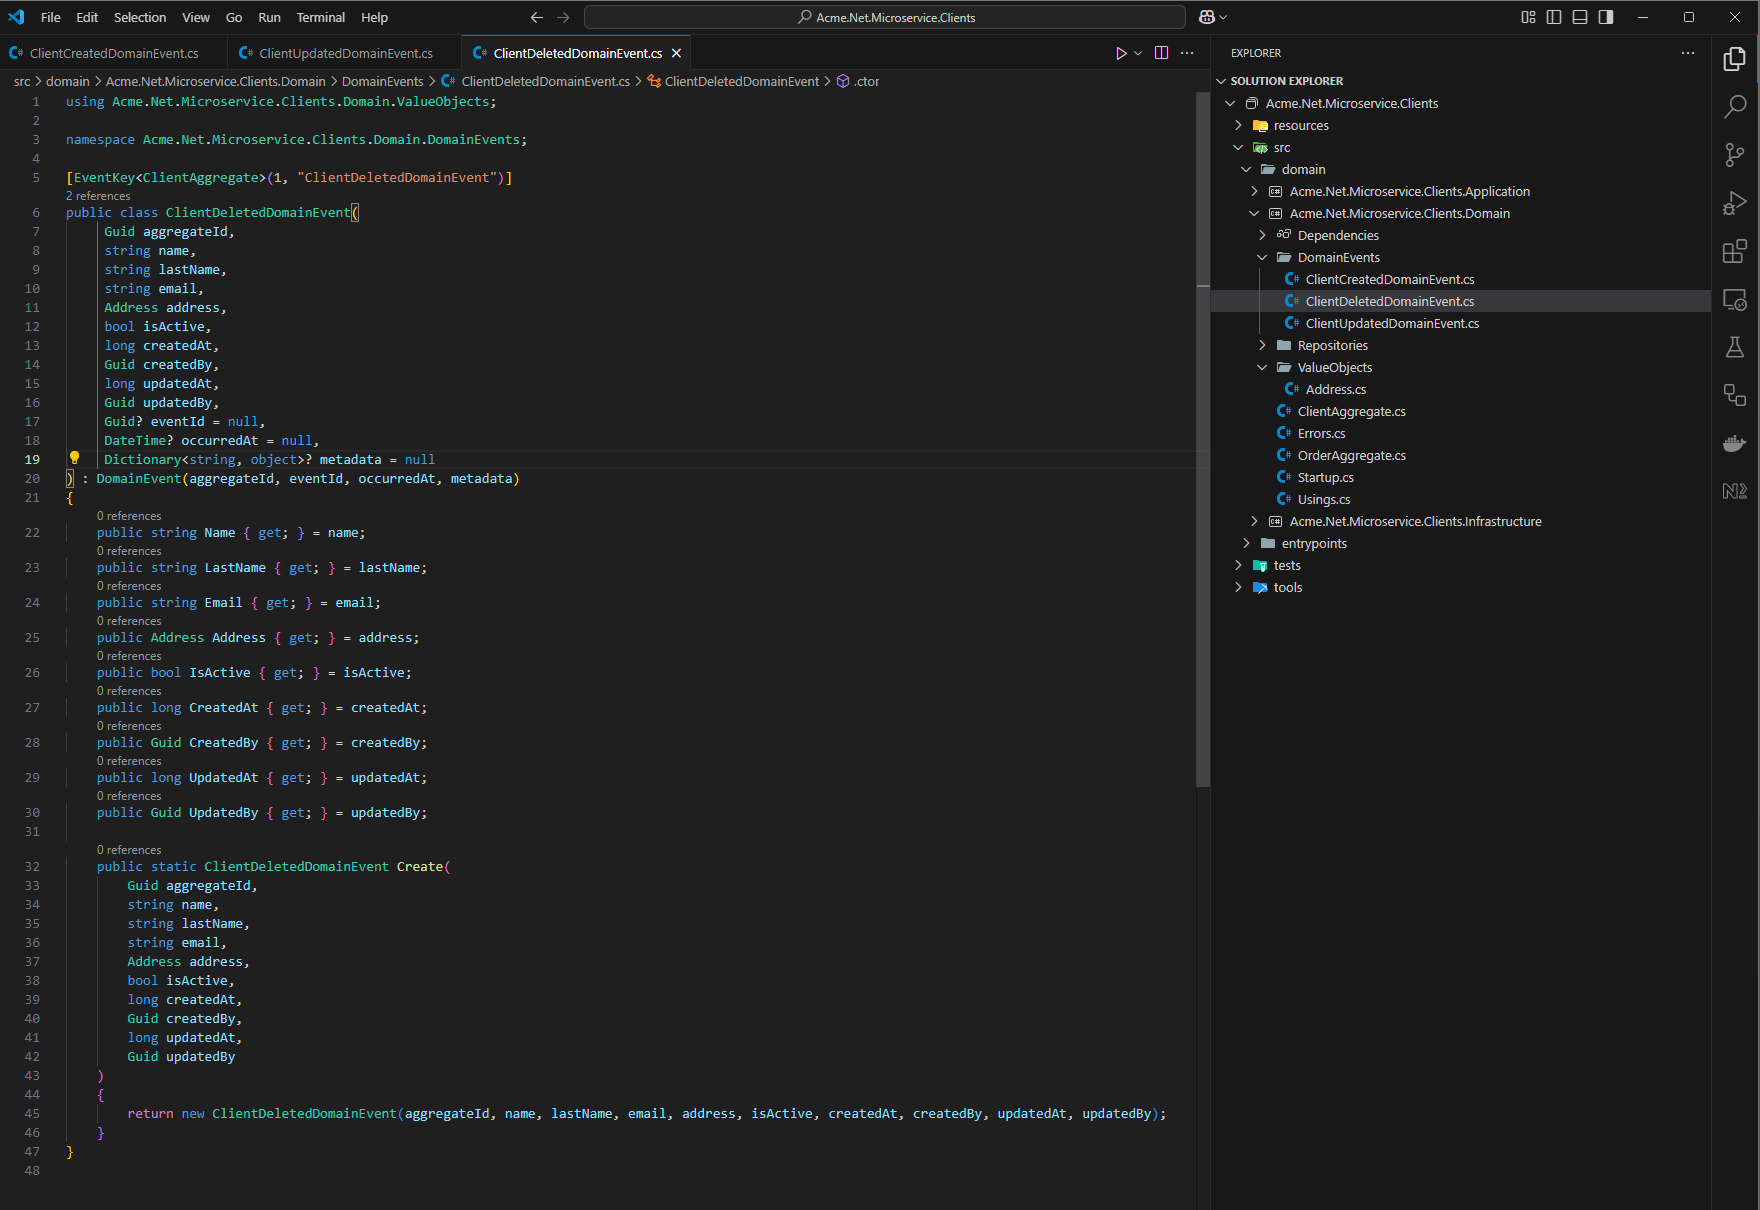 File Edit Selection View Go Run Terminal Help
Acme.Net.Microservice.Clients
ClientCreatedDomainEvent.cs
ClientUpdatedDomainEvent.cs
ClientDeletedDomainEvent.cs
src > domain > Acme.Net.Microservice.Clients.Domain > DomainEvents > ClientDeletedDomainEvent.cs > ClientDeletedDomainEvent > .ctor
1 using Acme.Net.Microservice.Clients.Domain.ValueObjects;
2
3 namespace Acme.Net.Microservice.Clients.Domain.DomainEvents;
4
5 [EventKey<ClientAggregate>(1, "ClientDeletedDomainEvent")]
2 references
6 public class ClientDeletedDomainEvent(
7 Guid aggregateId,
8 string name,
9 string lastName,
10 string email,
11 Address address,
12 bool isActive,
13 long createdAt,
14 Guid createdBy,
15 long updatedAt,
16 Guid updatedBy,
17 Guid? eventId = null,
18 DateTime? occurredAt = null,
19 Dictionary<string, object>? metadata = null
20 ) : DomainEvent(aggregateId, eventId, occurredAt, metadata)
21 {
0 references
22 public string Name { get; } = name;
0 references
23 public string LastName { get; } = lastName;
0 references
24 public string Email { get; } = email;
0 references
25 public Address Address { get; } = address;
0 references
26 public bool IsActive { get; } = isActive;
0 references
27 public long CreatedAt { get; } = createdAt;
0 references
28 public Guid CreatedBy { get; } = createdBy;
0 references
29 public long UpdatedAt { get; } = updatedAt;
0 references
30 public Guid UpdatedBy { get; } = updatedBy;
31
0 references
32 public static ClientDeletedDomainEvent Create(
33 Guid aggregateId,
34 string name,
35 string lastName,
36 string email,
37 Address address,
38 bool isActive,
39 long createdAt,
40 Guid createdBy,
41 long updatedAt,
42 Guid updatedBy
43 )
44 {
45 return new ClientDeletedDomainEvent(aggregateId, name, lastName, email, address, isActive, createdAt, createdBy, updatedAt, updatedBy);
46 }
47 }
48
EXPLORER
SOLUTION EXPLORER
Acme.Net.Microservice.Clients
resources
src
domain
Acme.Net.Microservice.Clients.Application
Acme.Net.Microservice.Clients.Domain
Dependencies
DomainEvents
ClientCreatedDomainEvent.cs
ClientDeletedDomainEvent.cs
ClientUpdatedDomainEvent.cs
Repositories
ValueObjects
Address.cs
ClientAggregate.cs
Errors.cs
OrderAggregate.cs
Startup.cs
Usings.cs
Acme.Net.Microservice.Clients.Infrastructure
entrypoints
tests
tools